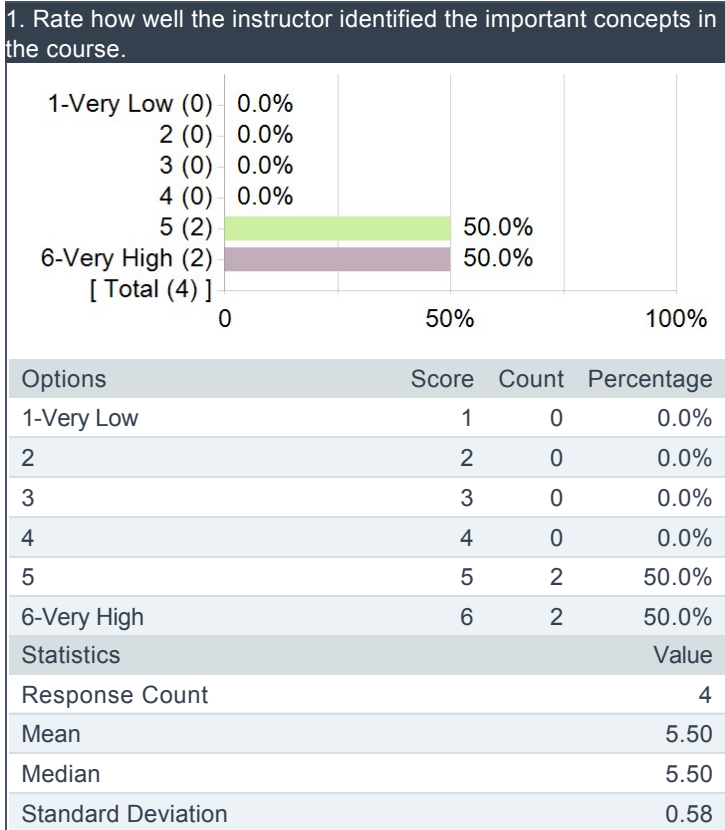 1. Rate how well the instructor identified the important concepts in
the course.
1-Very Low (0) 0.0%
2 (0) 0.0%
3 (0) 0.0%
4 (0) 0.0%
5 (2) 50.0%
6-Very High (2) 50.0%
[ Total (4) ]
0 50% 100%
Options Score Count Percentage
1-Very Low 1 0 0.0%
2 2 0 0.0%
3 3 0 0.0%
4 4 0 0.0%
5 5 2 50.0%
6-Very High 6 2 50.0%
Statistics Value
Response Count 4
Mean 5.50
Median 5.50
Standard Deviation 0.58